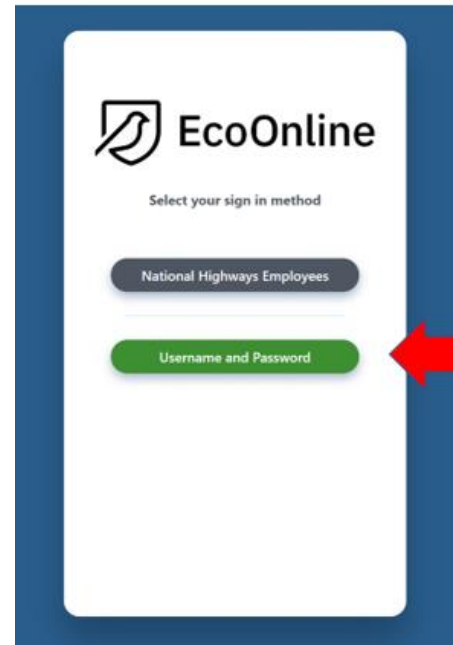 EcoOnline
Select your sign in method
National Highways Employees
Username and Password